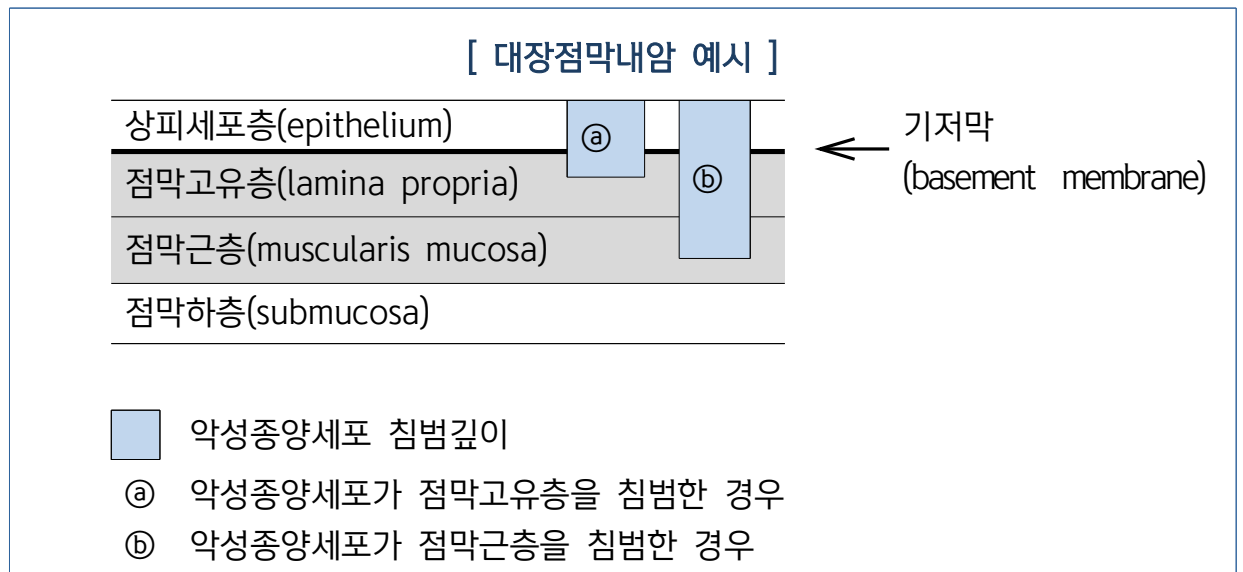 [ 대장점막내암 예시 ]
상피세포층(epithelium)
ⓐ
기저막
(basement membrane)
점막고유층(lamina propria)
ⓑ
점막근층(muscularis mucosa)
점막하층(submucosa)
악성종양세포 침범깊이
ⓐ 악성종양세포가 점막고유층을 침범한 경우
ⓑ 악성종양세포가 점막근층을 침범한 경우